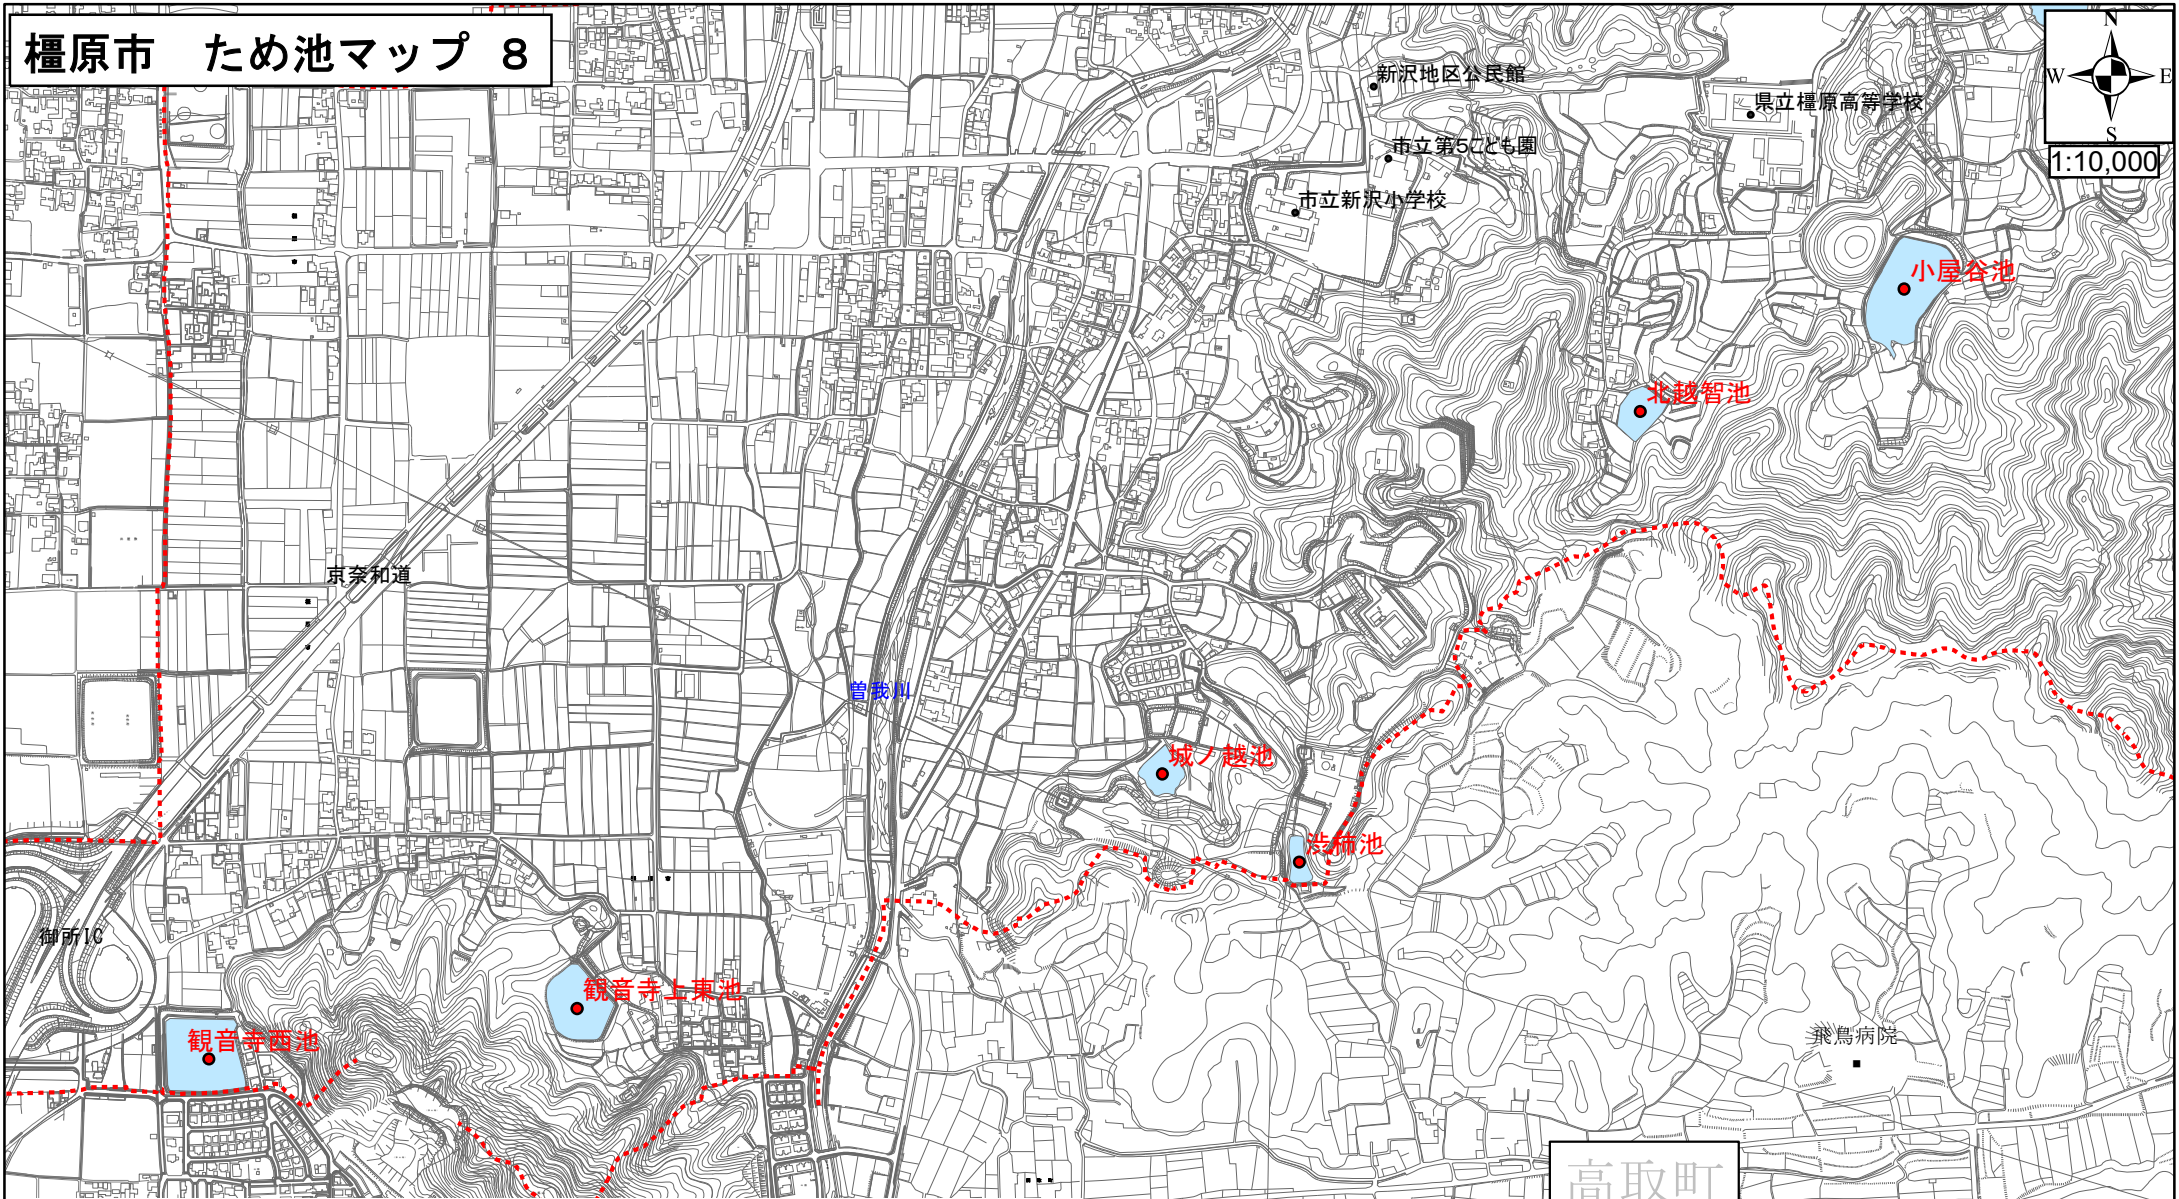 橿原市　ため池マップ ８
N
W
E
S
1:10,000
新沢地区公民館
県立橿原高等学校
市立第5こども園
市立新沢小学校
小屋谷池
北越智池
京奈和道
曽我川
城ノ越池
渋柿池
御所IC
観音寺上東池
観音寺西池
飛鳥病院
高取町